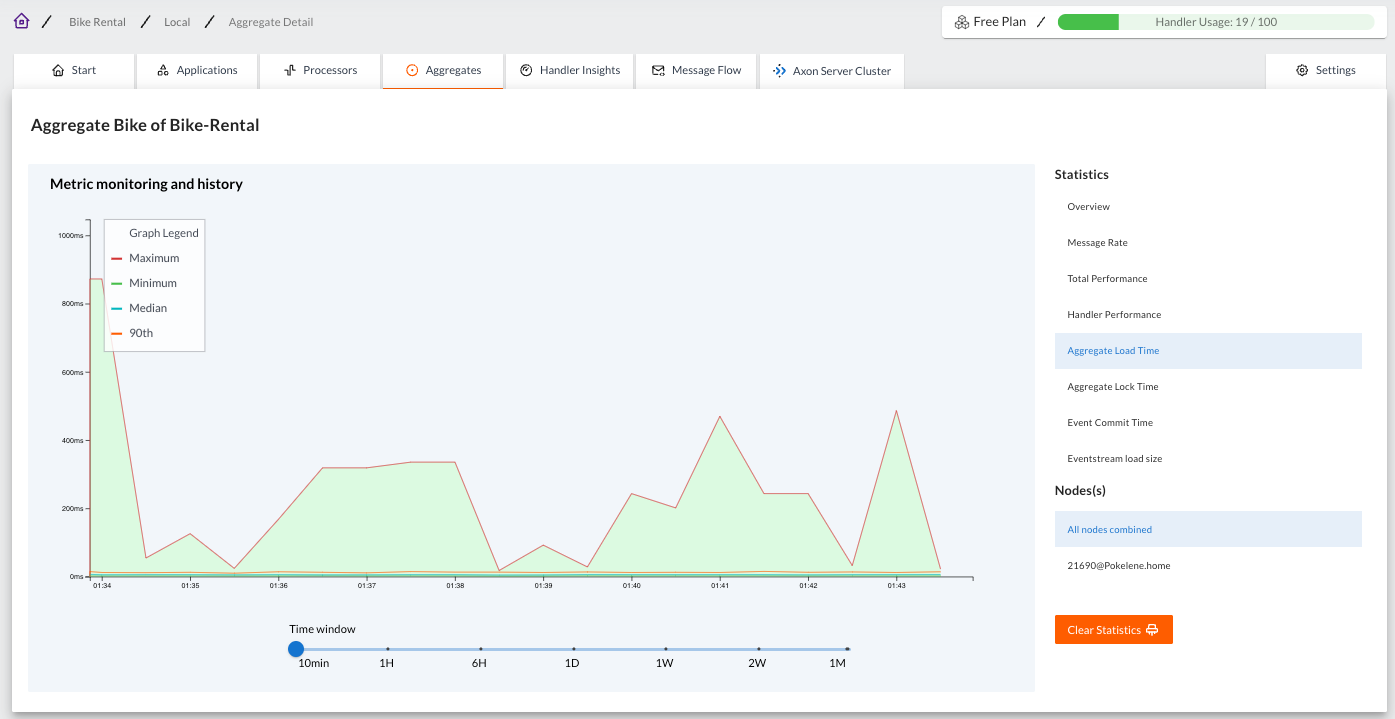 Bike Rental / Local / Aggregate Detail
Free Plan / Handler Usage: 19 / 100
Start
Applications
Processors
Aggregates
Handler Insights
Message Flow
Axon Server Cluster
Settings
Aggregate Bike of Bike-Rental
Metric monitoring and history
Graph Legend
Maximum
Minimum
Median
90th
1000ms
800ms
600ms
400ms
200ms
0ms
01:34 01:35 01:36 01:37 01:38 01:39 01:40 01:41 01:42 01:43
Time window
10min 1H 6H 1D 1W 2W 1M
Statistics
Overview
Message Rate
Total Performance
Handler Performance
Aggregate Load Time
Aggregate Lock Time
Event Commit Time
Eventstream load size
Nodes(s)
All nodes combined
21690@Pokelene.home
Clear Statistics